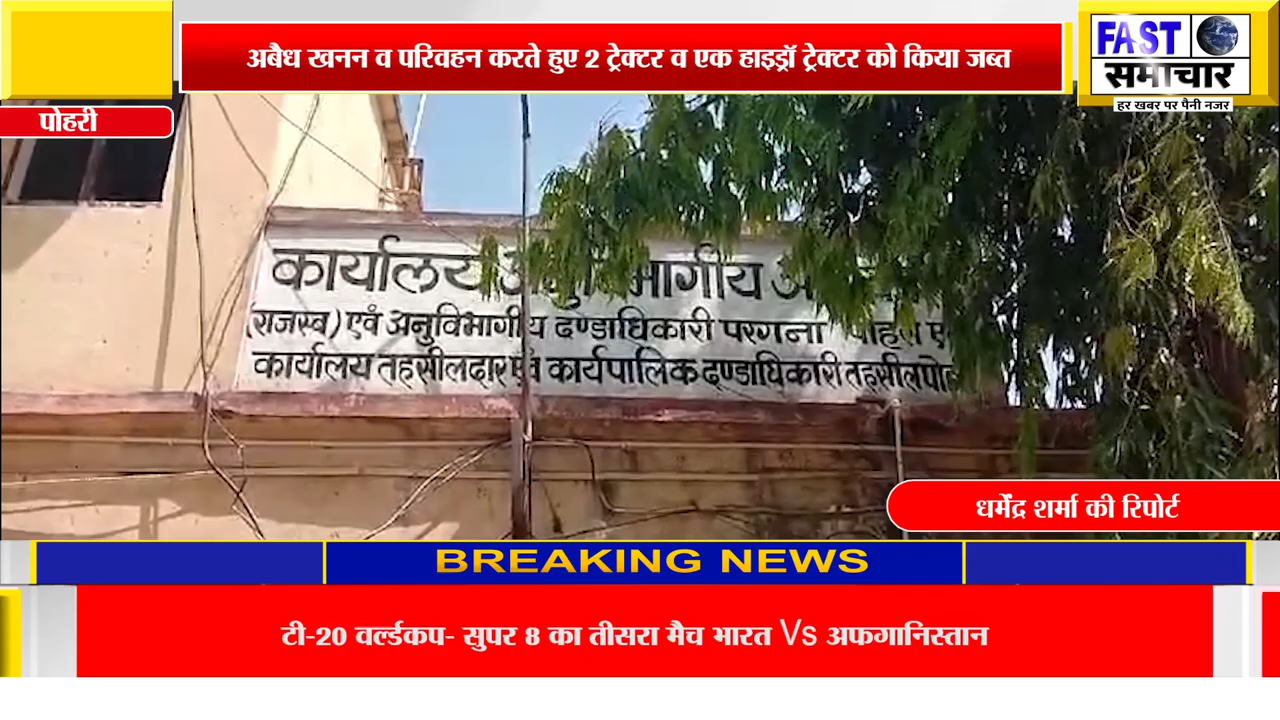 अबैध खनन व परिवहन करते हुए 2 ट्रेक्टर व एक हाइड्रॉ ट्रेक्टर को किया जब्त
FAST
समाचार
हर खबर पर पैनी नजर
पोहरी
कार्यालय
(राजस्व) एवं अनुविभागीय दण्डाधिकारी परगना
कार्यालय तहसीलदार एवं कार्यपालिक दण्डाधिकारी
धर्मेंद्र शर्मा की रिपोर्ट
BREAKING NEWS
टी-20 वर्ल्डकप- सुपर 8 का तीसरा मैच भारत Vs अफगानिस्तान